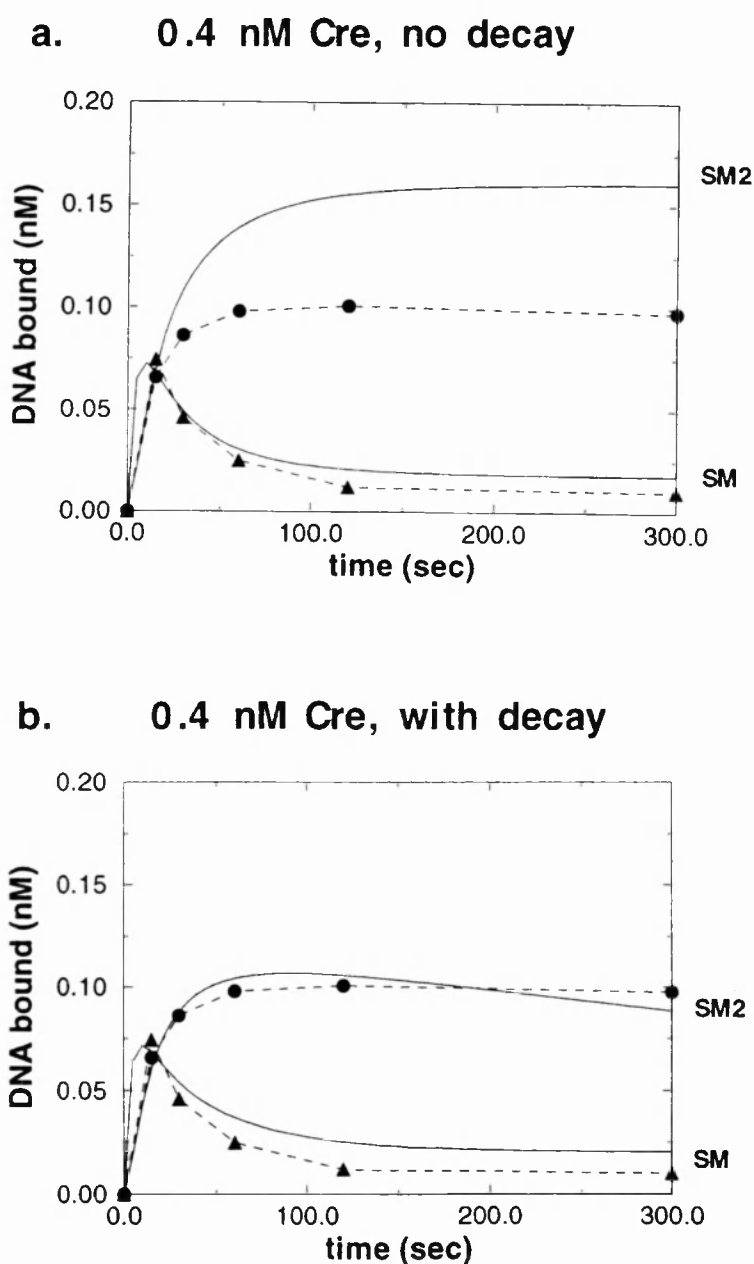 a. 0.4 nM Cre, no decay
0.20
SM2
0.15
DNA bound (nM)
0.10
0.05
SM
0.00
0.0 100.0 200.0 300.0
time (sec)
b. 0.4 nM Cre, with decay
0.20
0.15
DNA bound (nM)
0.10
SM2
0.05
SM
0.00
0.0 100.0 200.0 300.0
time (sec)